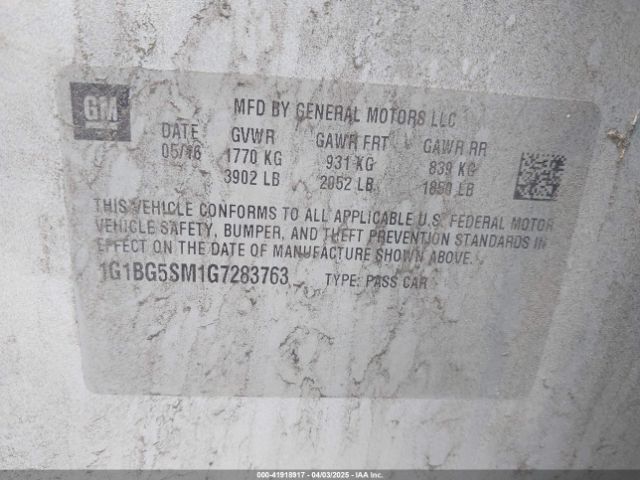 GM
MFD BY GENERAL MOTORS LLC
DATE GVWR GAWR FRT GAWR RR
05/16 1770 KG 931 KG 839 KG
3902 LB 2052 LB 1850 LB
THIS VEHICLE CONFORMS TO ALL APPLICABLE U.S. FEDERAL MOTOR
VEHICLE SAFETY, BUMPER, AND THEFT PREVENTION STANDARDS IN
EFFECT ON THE DATE OF MANUFACTURE SHOWN ABOVE.
1G1BG5SM1G7283763 TYPE: PASS CAR
000-41918917 - 04/03/2025 - IAA Inc.